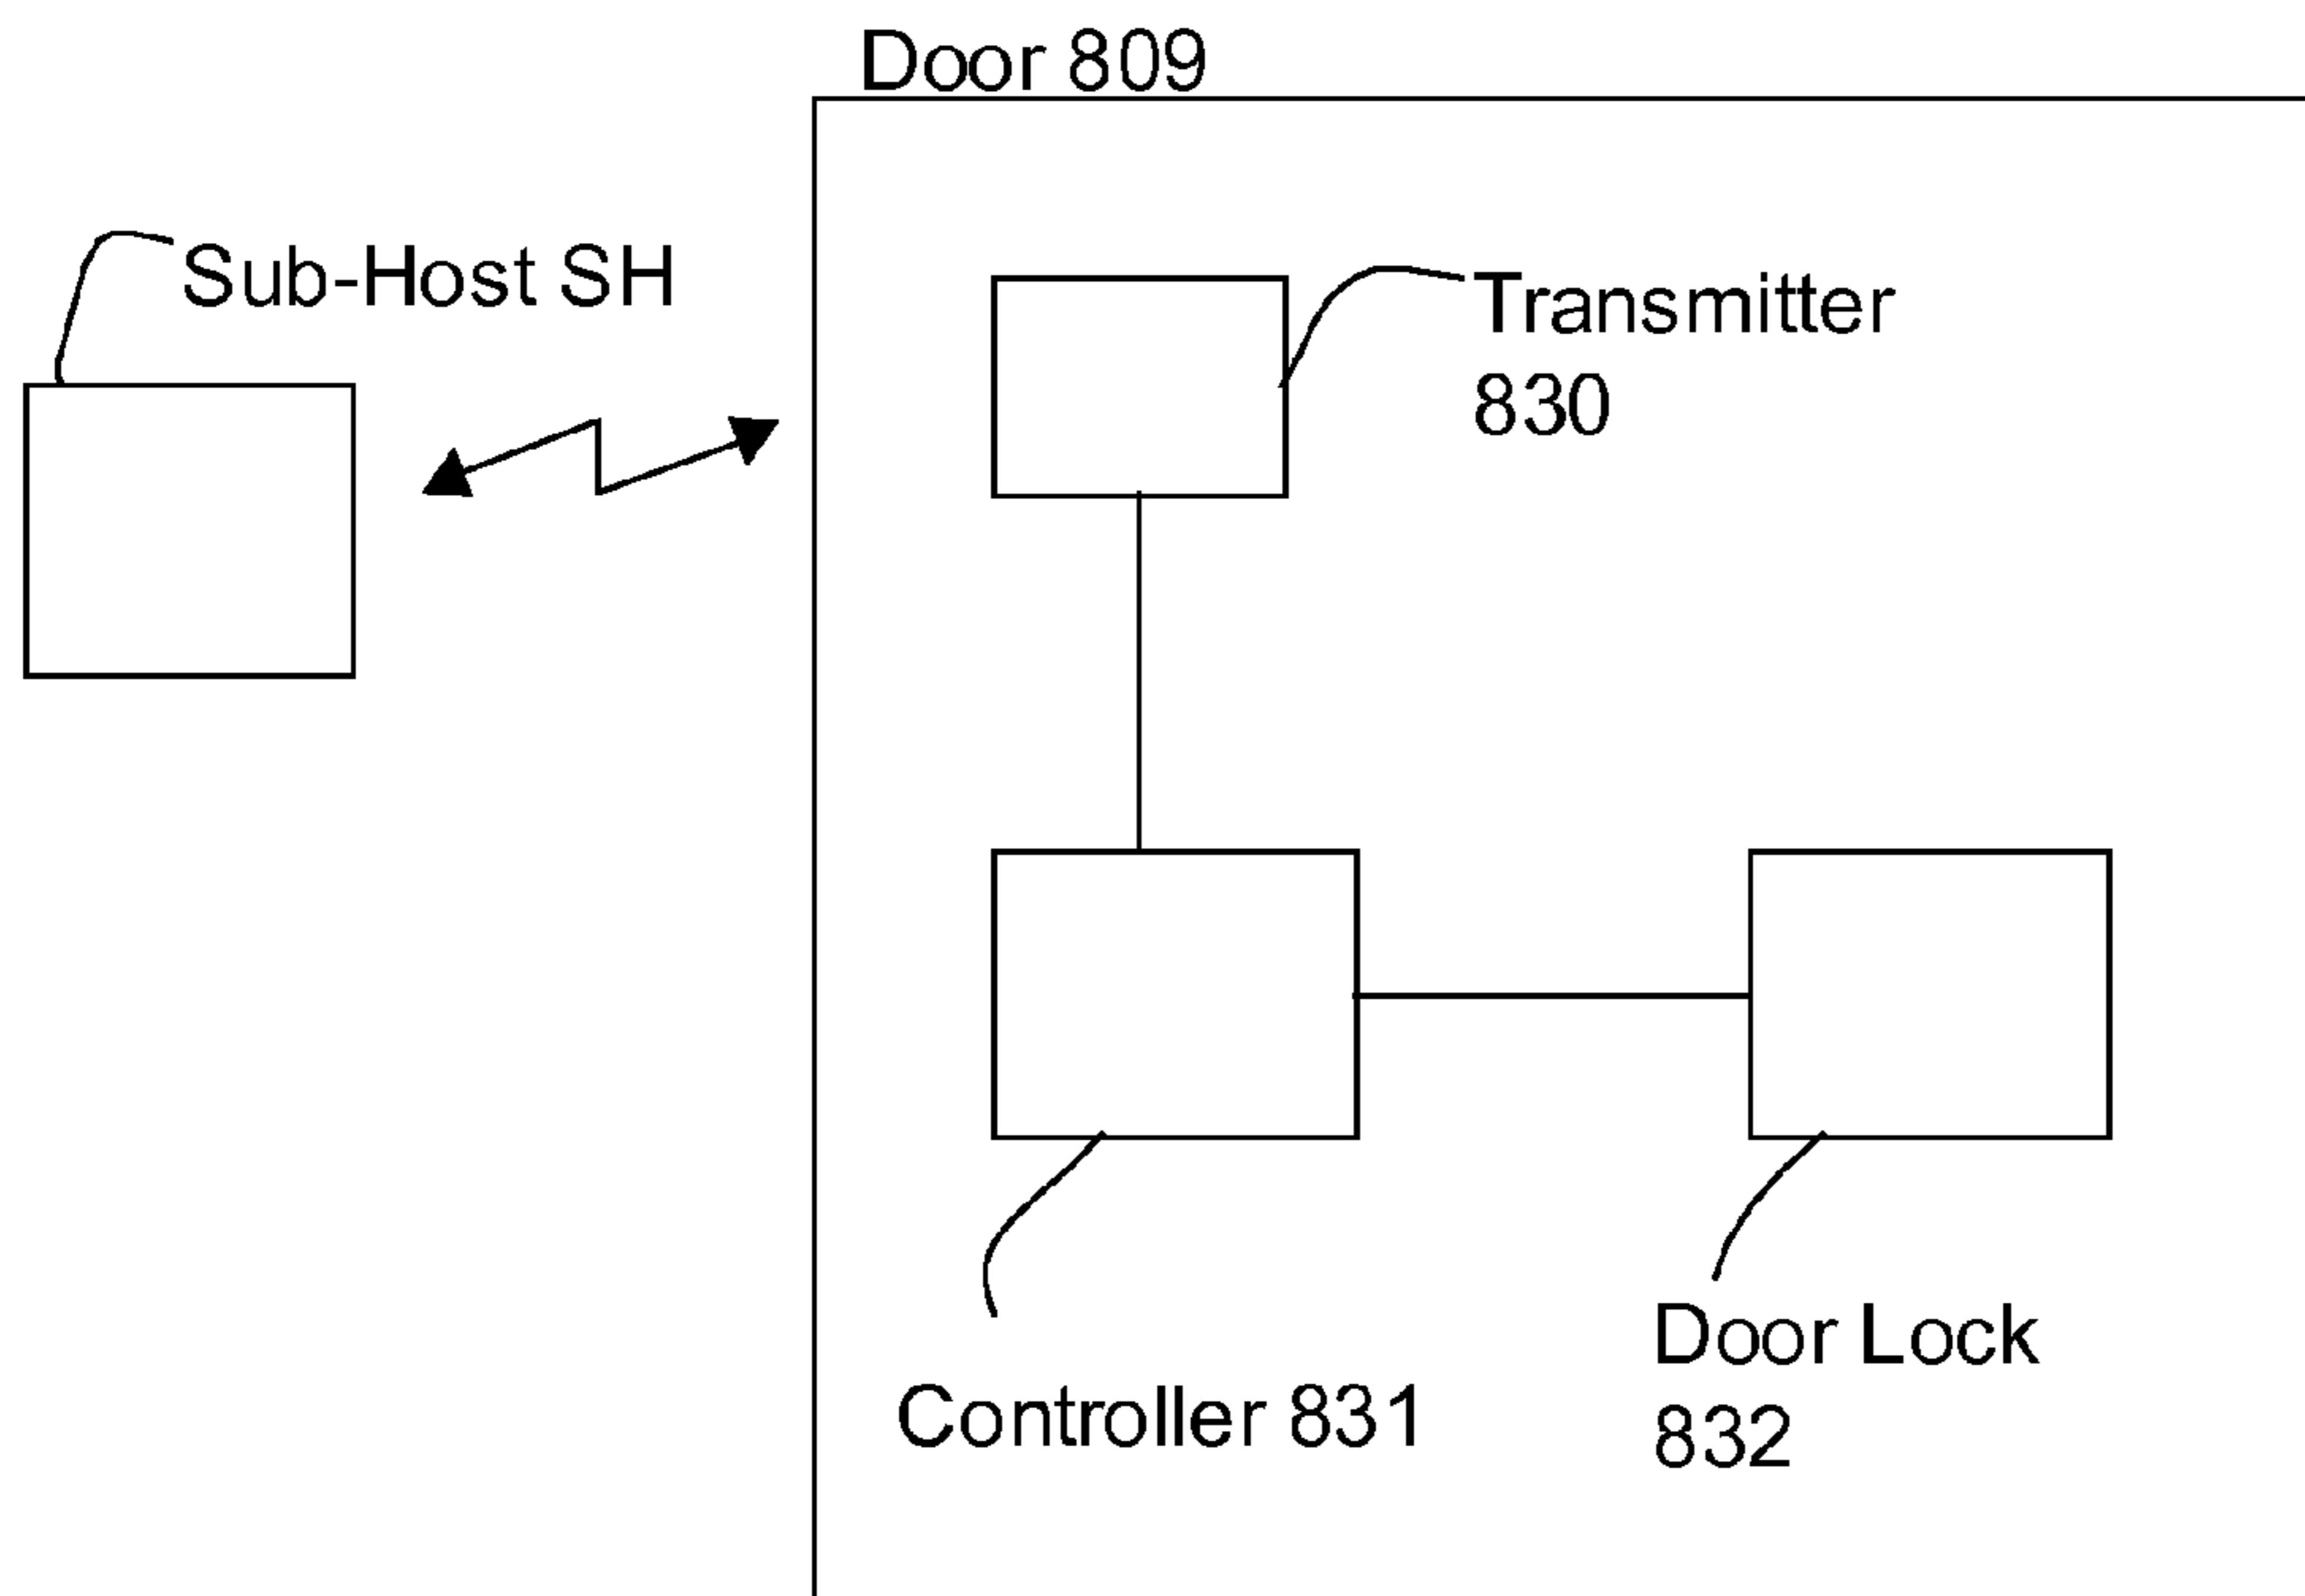 Door 809
Sub-Host SH
Transmitter
830
Door Lock
832
Controller 831